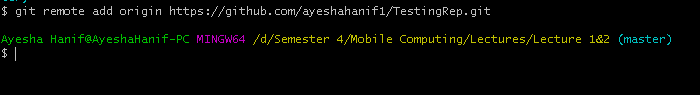 $ git remote add origin https://github.com/ayeshahanif1/TestingRep.git
Ayesha Hanif@AyeshaHanif-PC MINGW64 /d/Semester 4/Mobile Computing/Lectures/Lecture 1&2 (master)
$